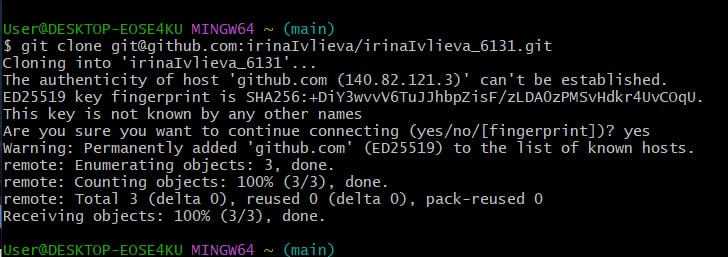 User@DESKTOP-EOSE4KU MINGW64 ~ (main)
$ git clone git@github.com:irinaIvlieva/irinaIvlieva_6131.git
Cloning into 'irinaIvlieva_6131'...
The authenticity of host 'github.com (140.82.121.3)' can't be established.
ED25519 key fingerprint is SHA256:+DiY3wvvV6TuJJhbpZisF/zLDA0zPMSvHdkr4UvCOqU.
This key is not known by any other names
Are you sure you want to continue connecting (yes/no/[fingerprint])? yes
Warning: Permanently added 'github.com' (ED25519) to the list of known hosts.
remote: Enumerating objects: 3, done.
remote: Counting objects: 100% (3/3), done.
remote: Total 3 (delta 0), reused 0 (delta 0), pack-reused 0
Receiving objects: 100% (3/3), done.
User@DESKTOP-EOSE4KU MINGW64 ~ (main)